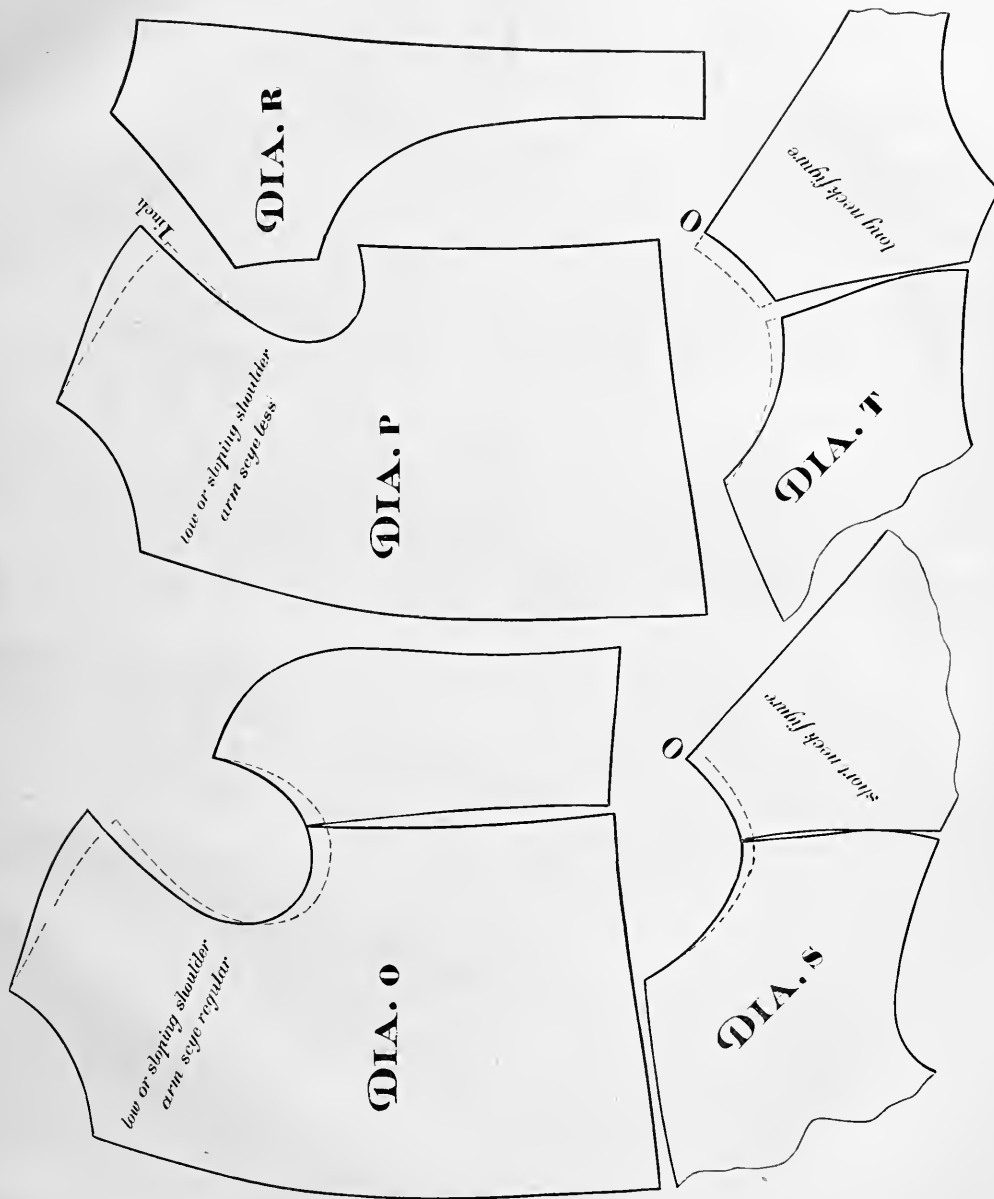 DIA. R
1 inch
low or sloping shoulder
arm scye less
DIA. P
O
long neck figure
DIA. T
low or sloping shoulder
arm scye regular
DIA. O
O
short neck figure
DIA. S